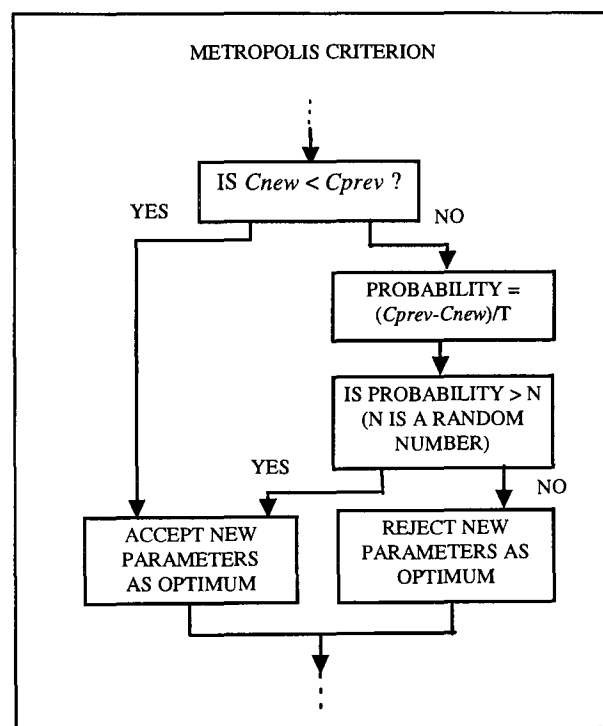 METROPOLIS CRITERION
IS Cnew < Cprev ?
YES
NO
PROBABILITY =
(Cprev-Cnew)/T
IS PROBABILITY > N
(N IS A RANDOM
NUMBER)
YES
NO
ACCEPT NEW
PARAMETERS
AS OPTIMUM
REJECT NEW
PARAMETERS AS
OPTIMUM